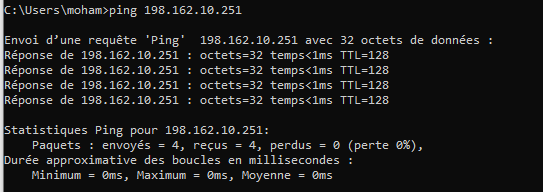 C:\Users\moham>ping 198.162.10.251
Envoi d’une requête 'Ping'  198.162.10.251 avec 32 octets de données :
Réponse de 198.162.10.251 : octets=32 temps<1ms TTL=128
Réponse de 198.162.10.251 : octets=32 temps<1ms TTL=128
Réponse de 198.162.10.251 : octets=32 temps<1ms TTL=128
Réponse de 198.162.10.251 : octets=32 temps<1ms TTL=128
Statistiques Ping pour 198.162.10.251:
    Paquets : envoyés = 4, reçus = 4, perdus = 0 (perte 0%),
Durée approximative des boucles en millisecondes :
    Minimum = 0ms, Maximum = 0ms, Moyenne = 0ms